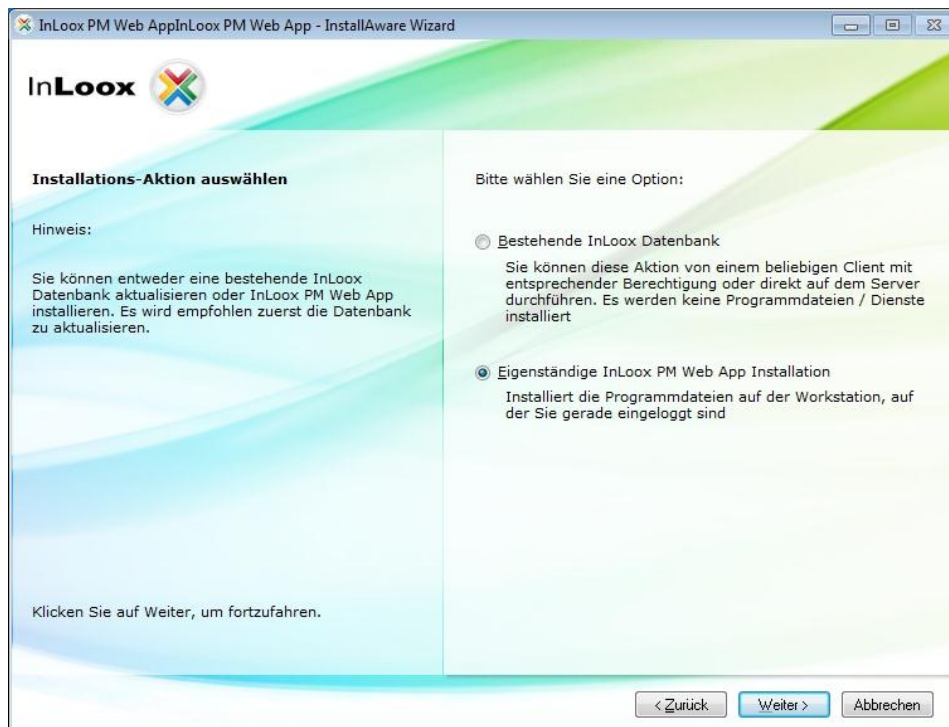 InLoox PM Web AppInLoox PM Web App - InstallAware Wizard
InLoox
Installations-Aktion auswählen
Hinweis:
Sie können entweder eine bestehende InLoox
Datenbank aktualisieren oder InLoox PM Web App
installieren. Es wird empfohlen zuerst die Datenbank
zu aktualisieren.
Klicken Sie auf Weiter, um fortzufahren.
Bitte wählen Sie eine Option:
Bestehende InLoox Datenbank
Sie können diese Aktion von einem beliebigen Client mit
entsprechender Berechtigung oder direkt auf dem Server
durchführen. Es werden keine Programmdateien / Dienste
installiert
Eigenständige InLoox PM Web App Installation
Installiert die Programmdateien auf der Workstation, auf
der Sie gerade eingeloggt sind
< Zurück
Weiter >
Abbrechen